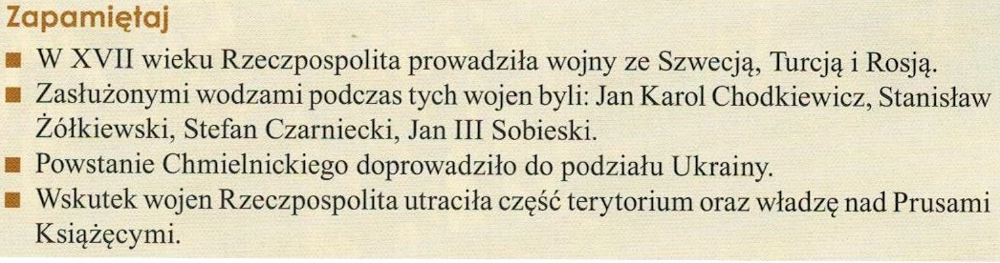 Zapamiętaj
■ W XVII wieku Rzeczpospolita prowadziła wojny ze Szwecją, Turcją i Rosją.
■ Zasłużonymi wodzami podczas tych wojen byli: Jan Karol Chodkiewicz, Stanisław
Żółkiewski, Stefan Czarniecki, Jan III Sobieski.
■ Powstanie Chmielnickiego doprowadziło do podziału Ukrainy.
■ Wskutek wojen Rzeczpospolita utraciła część terytorium oraz władzę nad Prusami
Książęcymi.